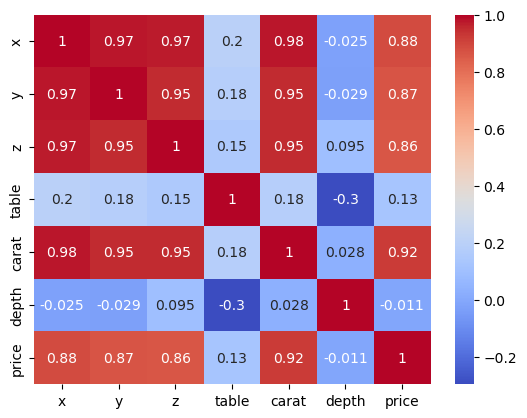 x 1 0.97 0.97 0.2 0.98 -0.025 0.88
y 0.97 1 0.95 0.18 0.95 -0.029 0.87
z 0.97 0.95 1 0.15 0.95 0.095 0.86
table 0.2 0.18 0.15 1 0.18 -0.3 0.13
carat 0.98 0.95 0.95 0.18 1 0.028 0.92
depth -0.025 -0.029 0.095 -0.3 0.028 1 -0.011
price 0.88 0.87 0.86 0.13 0.92 -0.011 1
x y z table carat depth price
1.0
0.8
0.6
0.4
0.2
0.0
−0.2